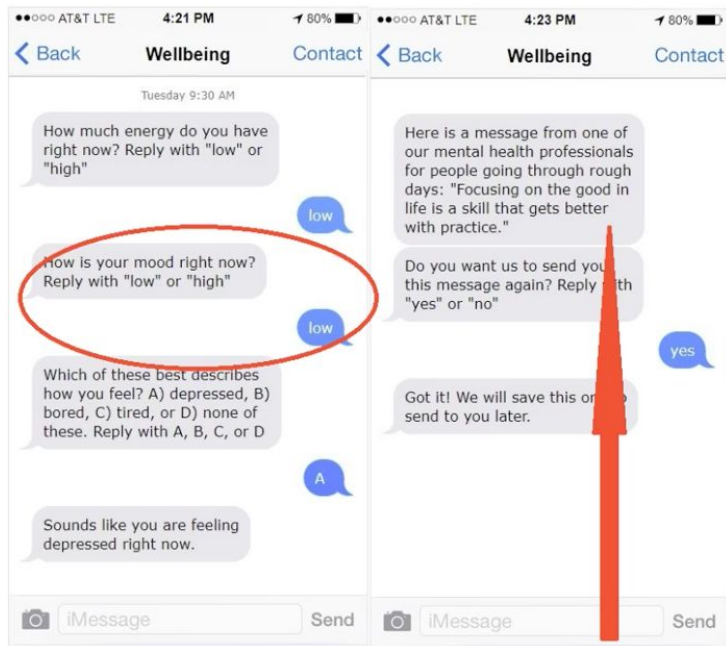 AT&T LTE 4:21 PM 80%
Back Wellbeing Contact
Tuesday 9:30 AM
How much energy do you have
right now? Reply with "low" or
"high"
low
How is your mood right now?
Reply with "low" or "high"
low
Which of these best describes
how you feel? A) depressed, B)
bored, C) tired, or D) none of
these. Reply with A, B, C, or D
A
Sounds like you are feeling
depressed right now.
iMessage Send
AT&T LTE 4:23 PM 80%
Back Wellbeing Contact
Here is a message from one of
our mental health professionals
for people going through rough
days: "Focusing on the good in
life is a skill that gets better
with practice."
Do you want us to send you
this message again? Reply with
"yes" or "no"
yes
Got it! We will save this
send to you later.
iMessage Send